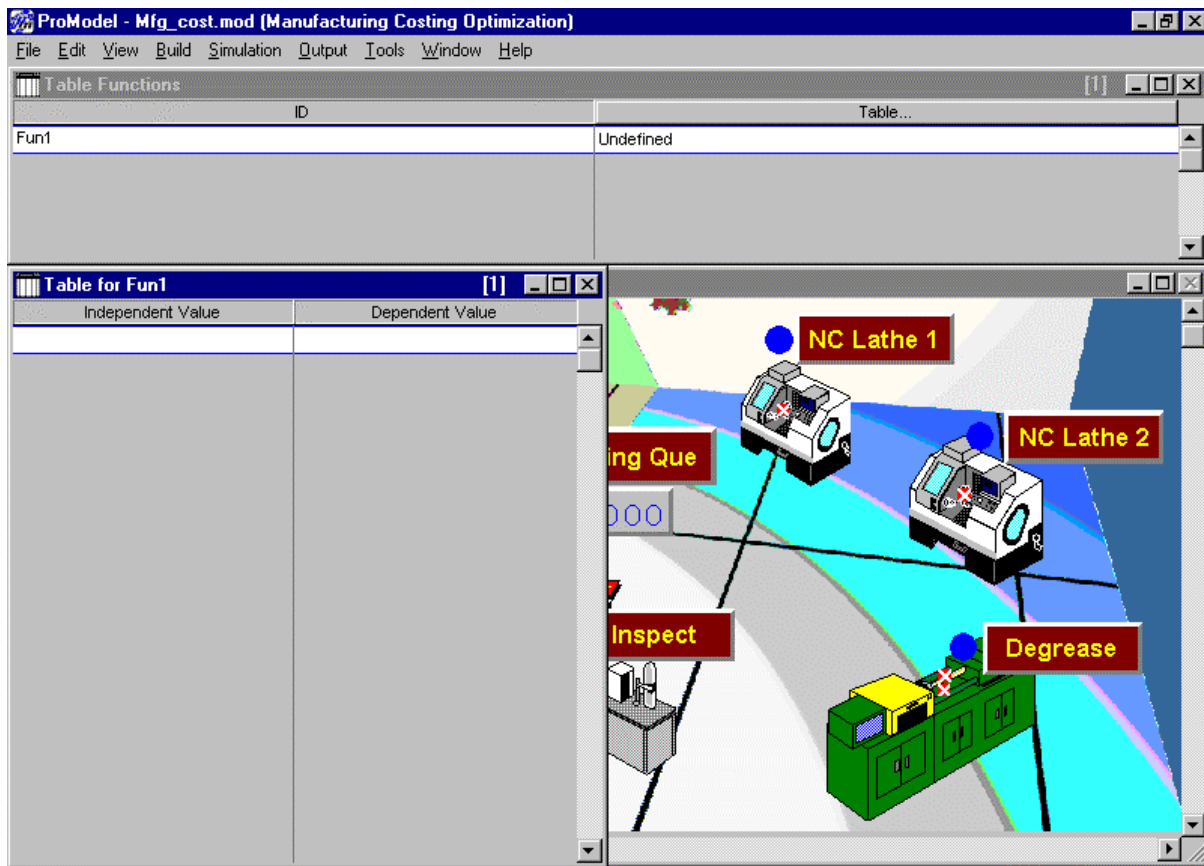 ProModel - Mfg_cost.mod (Manufacturing Costing Optimization)
File Edit View Build Simulation Output Tools Window Help
Table Functions [1]
ID Table...
Fun1 Undefined
Table for Fun1 [1]
Independent Value Dependent Value
NC Lathe 1
NC Lathe 2
ing Que
000
Inspect
Degrease